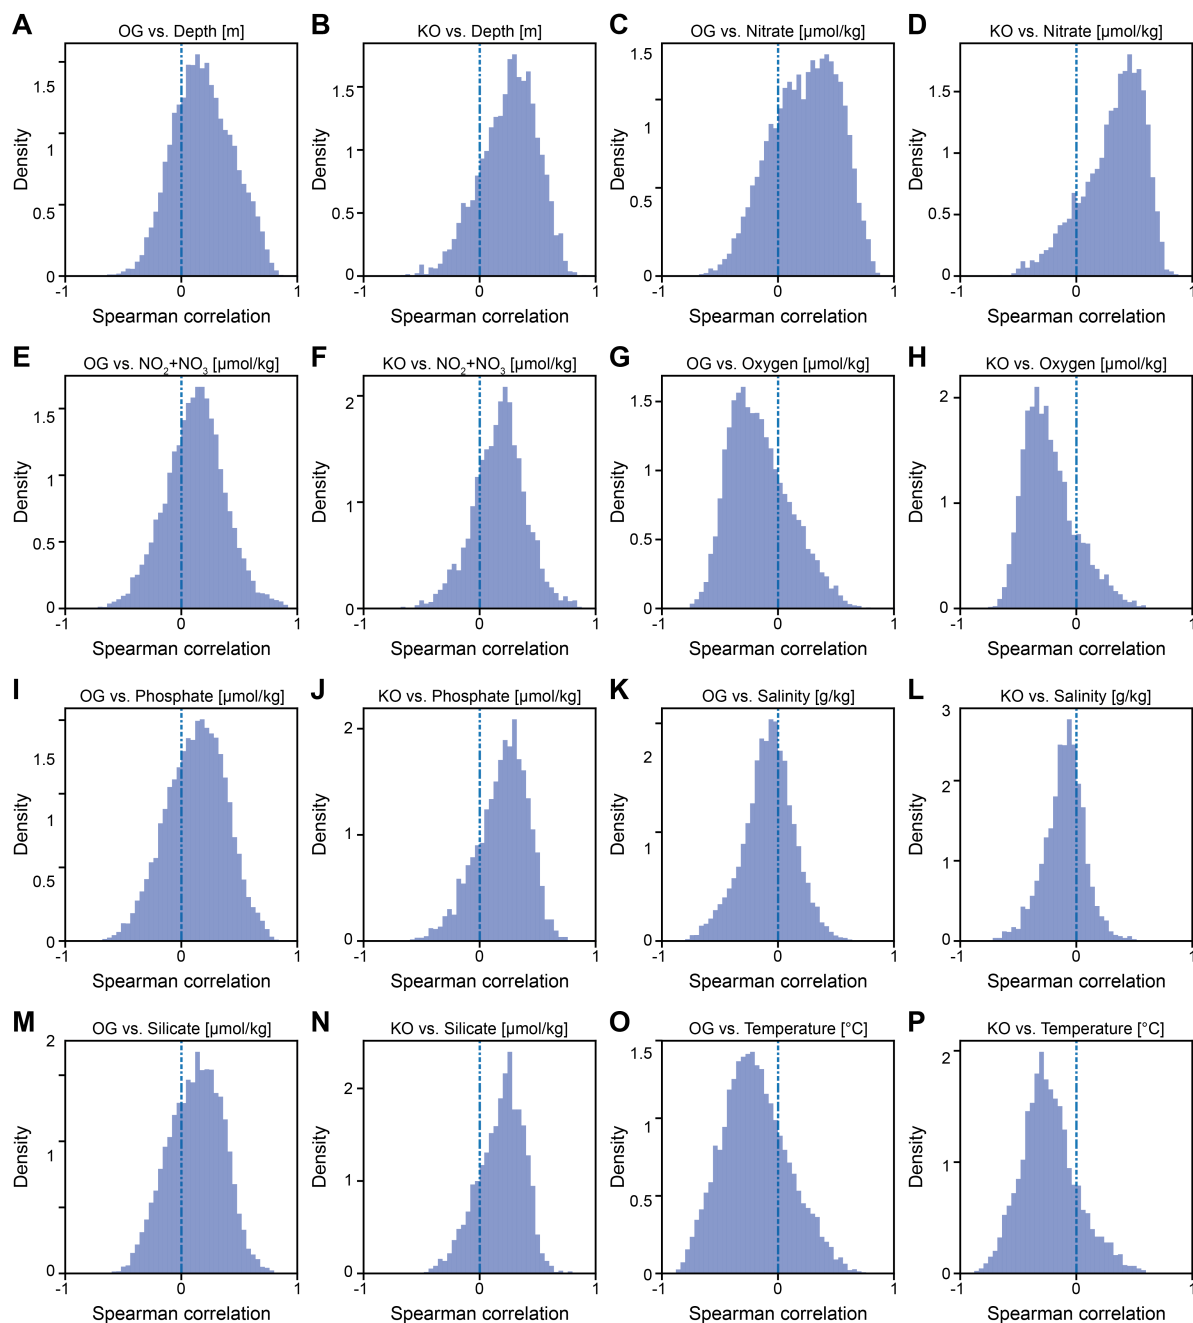 A
OG vs. Depth [m]
Density
1.5
1
0.5
0
-1 0 1
Spearman correlation
B
KO vs. Depth [m]
Density
1.5
1
0.5
0
-1 0 1
Spearman correlation
C
OG vs. Nitrate [µmol/kg]
Density
1.5
1
0.5
0
-1 0 1
Spearman correlation
D
KO vs. Nitrate [µmol/kg]
Density
1.5
1
0.5
0
-1 0 1
Spearman correlation
E
OG vs. NO2+NO3 [µmol/kg]
Density
1.5
1
0.5
0
-1 0 1
Spearman correlation
F
KO vs. NO2+NO3 [µmol/kg]
Density
2
1
0
-1 0 1
Spearman correlation
G
OG vs. Oxygen [µmol/kg]
Density
1.5
1
0.5
0
-1 0 1
Spearman correlation
H
KO vs. Oxygen [µmol/kg]
Density
2
1
0
-1 0 1
Spearman correlation
I
OG vs. Phosphate [µmol/kg]
Density
1.5
1
0.5
0
-1 0 1
Spearman correlation
J
KO vs. Phosphate [µmol/kg]
Density
2
1
0
-1 0 1
Spearman correlation
K
OG vs. Salinity [g/kg]
Density
2
1
0
-1 0 1
Spearman correlation
L
KO vs. Salinity [g/kg]
Density
3
2
1
0
-1 0 1
Spearman correlation
M
OG vs. Silicate [µmol/kg]
Density
2
1
0
-1 0 1
Spearman correlation
N
KO vs. Silicate [µmol/kg]
Density
2
1
0
-1 0 1
Spearman correlation
O
OG vs. Temperature [°C]
Density
1.5
1
0.5
0
-1 0 1
Spearman correlation
P
KO vs. Temperature [°C]
Density
2
1
0
-1 0 1
Spearman correlation